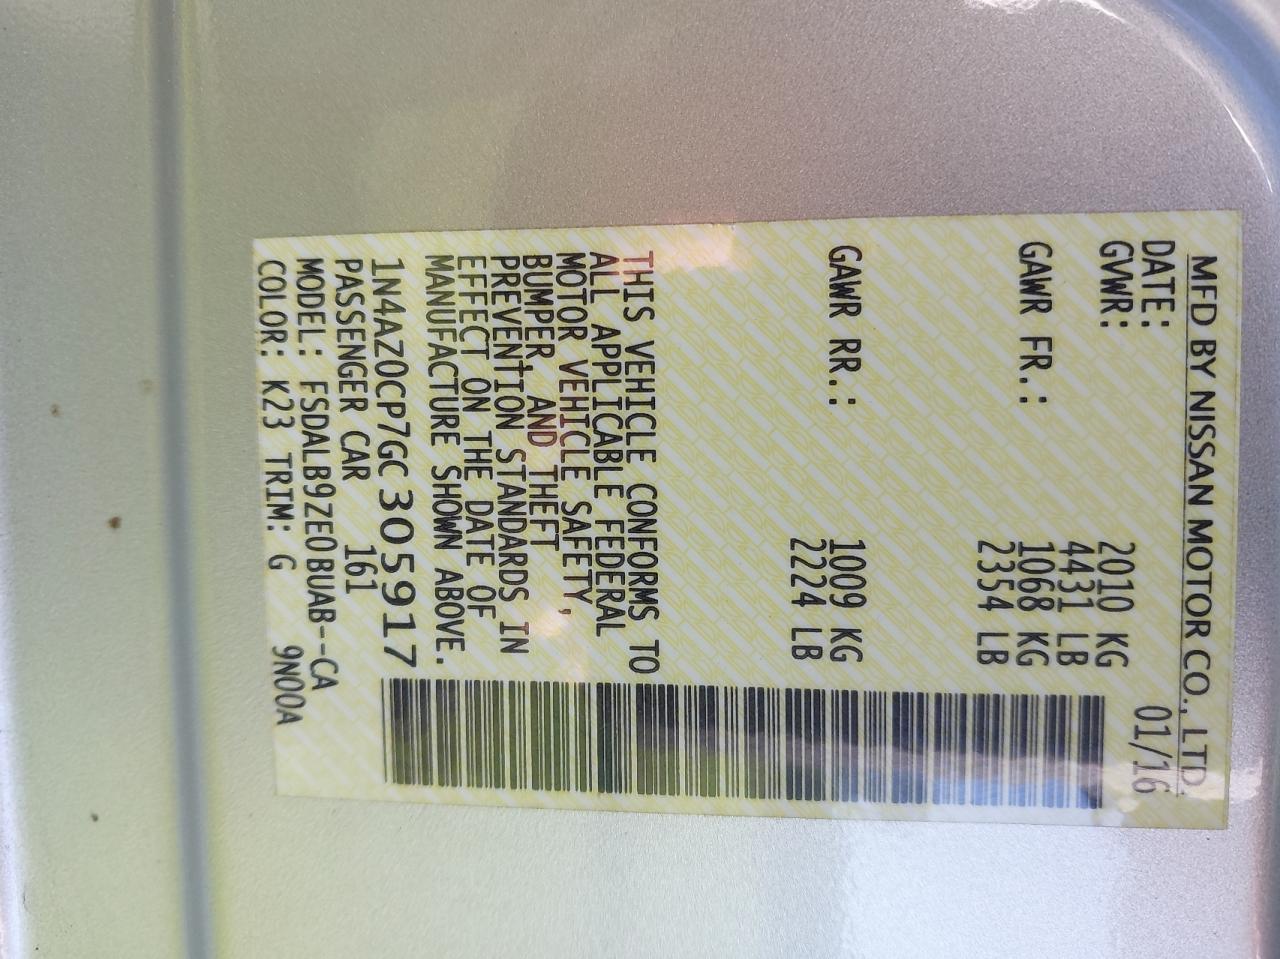 MFD BY NISSAN MOTOR CO., LTD.
DATE: 01/16
GVWR: 2010 KG
4431 LB
GAWR FR.: 1068 KG
2354 LB
GAWR RR.: 1009 KG
2224 LB
THIS VEHICLE CONFORMS TO
ALL APPLICABLE FEDERAL
MOTOR VEHICLE SAFETY,
BUMPER, AND THEFT
PREVENTION STANDARDS IN
EFFECT ON THE DATE OF
MANUFACTURE SHOWN ABOVE.
1N4AZ0CP7GC305917
PASSENGER CAR 161
MODEL: FSDALB9ZE0BUAB--CA
COLOR: K23 TRIM: G 9N00A